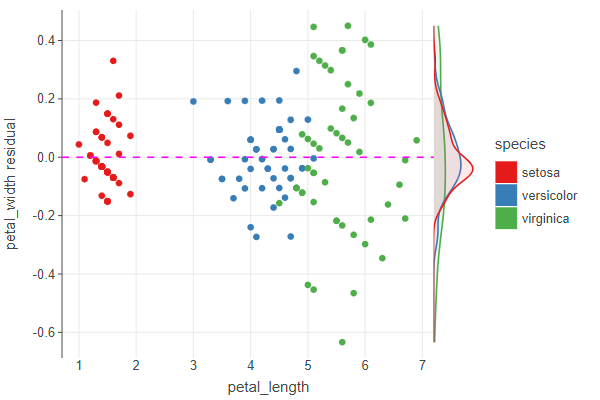 0.4
0.2
0.0
-0.2
-0.4
-0.6
petal_width residual
1 2 3 4 5 6 7
petal_length
species
setosa
versicolor
virginica